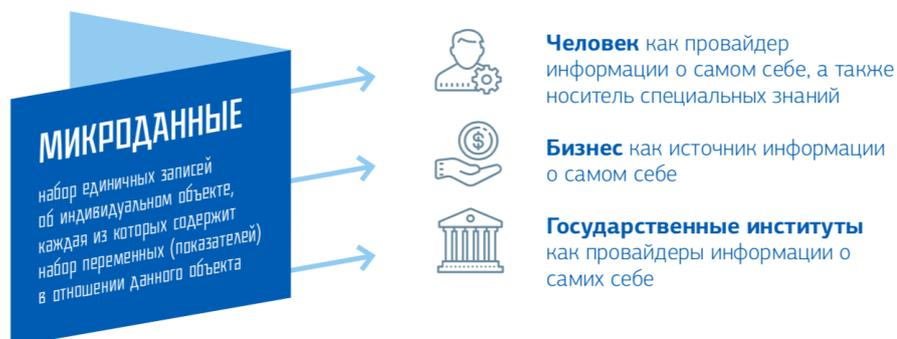 МИКРОДАННЫЕ
набор единичных записей
об индивидуальном объекте,
каждая из которых содержит
набор переменных (показателей)
в отношении данного объекта
Человек как провайдер
информации о самом себе, а также
носитель специальных знаний
$
Бизнес как источник информации
о самом себе
Государственные институты
как провайдеры информации о
самих себе